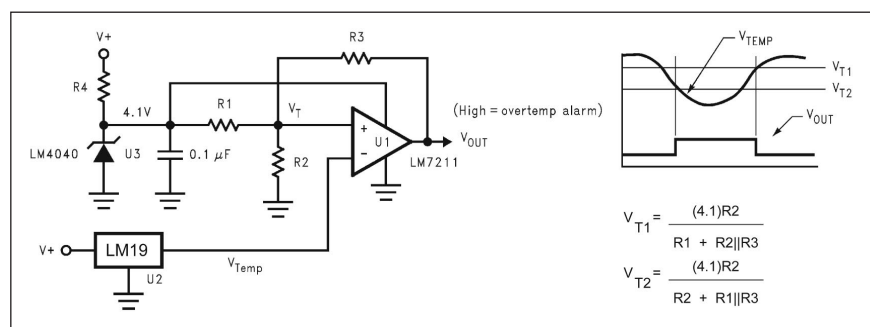 V+
R4
4.1V
R1
R3
V_T
U1
LM4040
U3
0.1 μF
R2
+
−
(High = overtemp alarm)
V_OUT
LM7211
V+
LM19
U2
V_Temp
V_TEMP
V_T1
V_T2
V_OUT
V_T1 = (4.1)R2
R1 + R2||R3
V_T2 = (4.1)R2
R2 + R1||R3